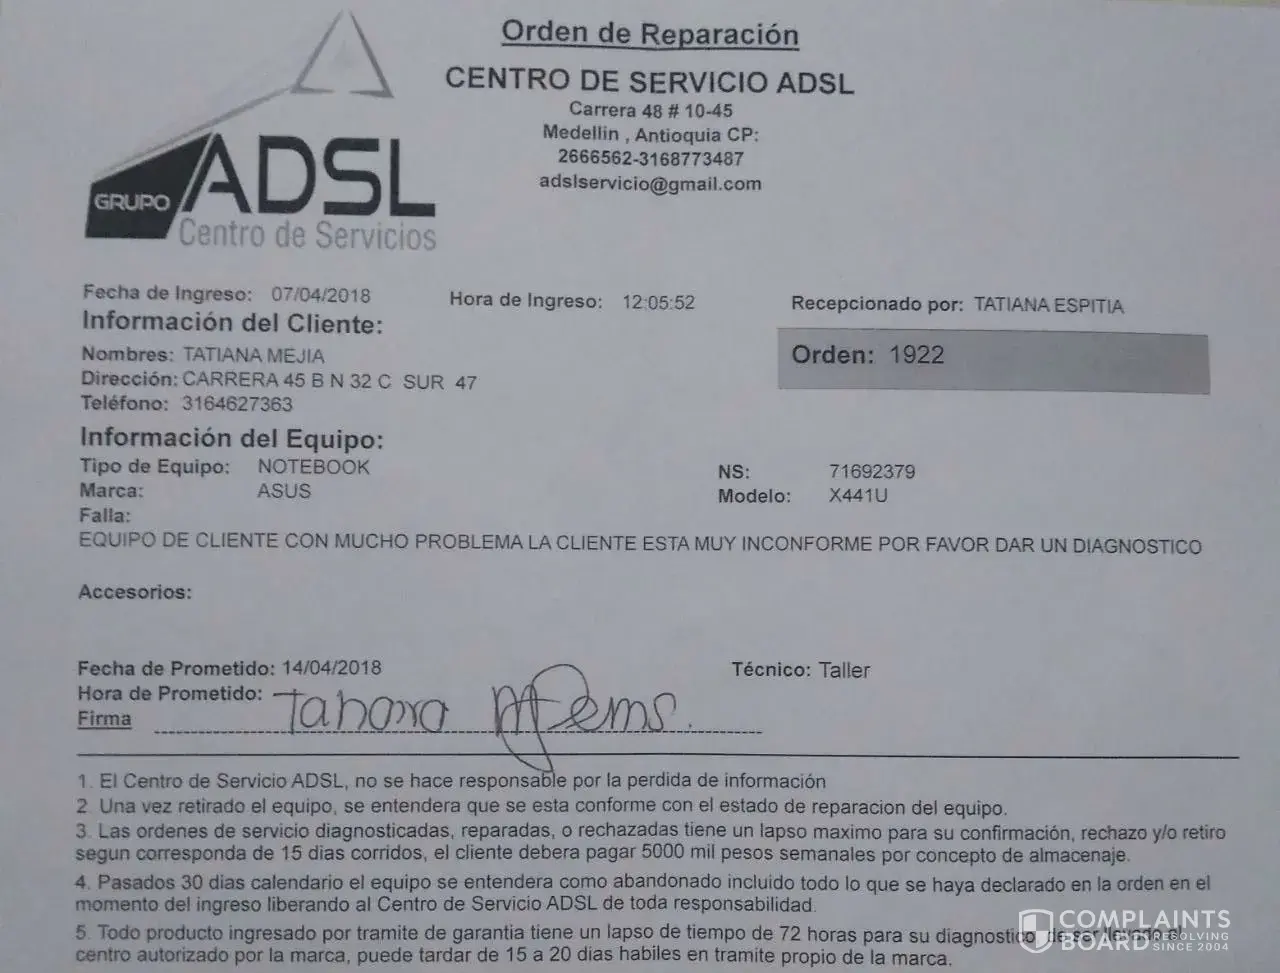 Orden de Reparación
CENTRO DE SERVICIO ADSL
Carrera 48 # 10-45
Medellin , Antioquia CP:
2666562-3168773487
adslservicio@gmail.com
GRUPO ADSL
Centro de Servicios
Fecha de Ingreso: 07/04/2018 Hora de Ingreso: 12:05:52 Recepcionado por: TATIANA ESPITIA
Información del Cliente:
Orden: 1922
Nombres: TATIANA MEJIA
Dirección: CARRERA 45 B N 32 C SUR 47
Teléfono: 3164627363
Información del Equipo:
Tipo de Equipo: NOTEBOOK NS: 71692379
Marca: ASUS Modelo: X441U
Falla:
EQUIPO DE CLIENTE CON MUCHO PROBLEMA LA CLIENTE ESTA MUY INCONFORME POR FAVOR DAR UN DIAGNOSTICO
Accesorios:
Fecha de Prometido: 14/04/2018 Técnico: Taller
Hora de Prometido:
Firma
1. El Centro de Servicio ADSL, no se hace responsable por la perdida de información
2. Una vez retirado el equipo, se entendera que se esta conforme con el estado de reparacion del equipo.
3. Las ordenes de servicio diagnosticadas, reparadas, o rechazadas tiene un lapso maximo para su confirmación, rechazo y/o retiro
segun corresponda de 15 dias corridos, el cliente debera pagar 5000 mil pesos semanales por concepto de almacenaje.
4. Pasados 30 dias calendario el equipo se entendera como abandonado incluido todo lo que se haya declarado en la orden en el
momento del ingreso liberando al Centro de Servicio ADSL de toda responsabilidad.
5. Todo producto ingresado por tramite de garantia tiene un lapso de tiempo de 72 horas para su diagnostico, de ser
centro autorizado por la marca, puede tardar de 15 a 20 dias habiles en tramite propio de la marca.
COMPLAINTS
BOARD RESOLVING SINCE 2004